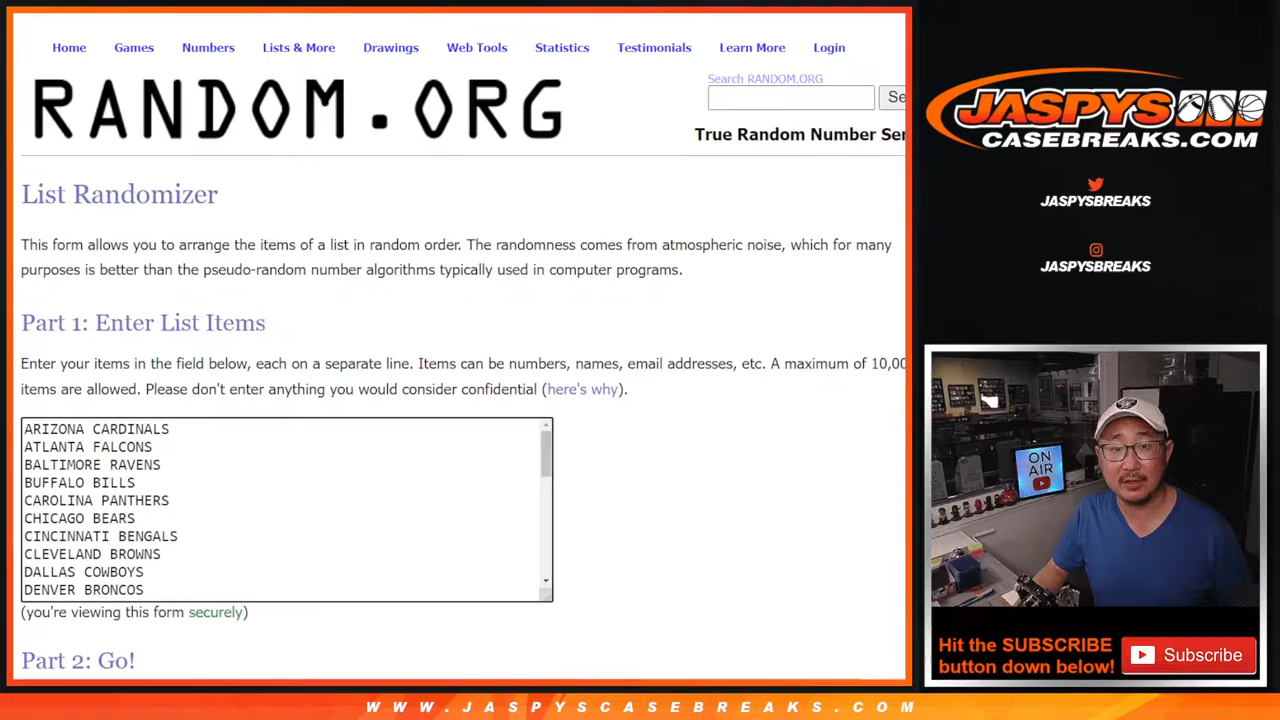 Home Games Numbers Lists & More Drawings Web Tools Statistics Testimonials Learn More Login
RANDOM.ORG
Search RANDOM.ORG
Se
True Random Number Ser
List Randomizer
This form allows you to arrange the items of a list in random order. The randomness comes from atmospheric noise, which for many
purposes is better than the pseudo-random number algorithms typically used in computer programs.
Part 1: Enter List Items
Enter your items in the field below, each on a separate line. Items can be numbers, names, email addresses, etc. A maximum of 10,00
items are allowed. Please don't enter anything you would consider confidential (here's why).
ARIZONA CARDINALS
ATLANTA FALCONS
BALTIMORE RAVENS
BUFFALO BILLS
CAROLINA PANTHERS
CHICAGO BEARS
CINCINNATI BENGALS
CLEVELAND BROWNS
DALLAS COWBOYS
DENVER BRONCOS
(you're viewing this form securely)
Part 2: Go!
JASPYS
CASEBREAKS.COM
JASPYSBREAKS
JASPYSBREAKS
ON
AIR
Hit the SUBSCRIBE
button down below!
Subscribe
WWW.JASPYSCASEBREAKS.COM